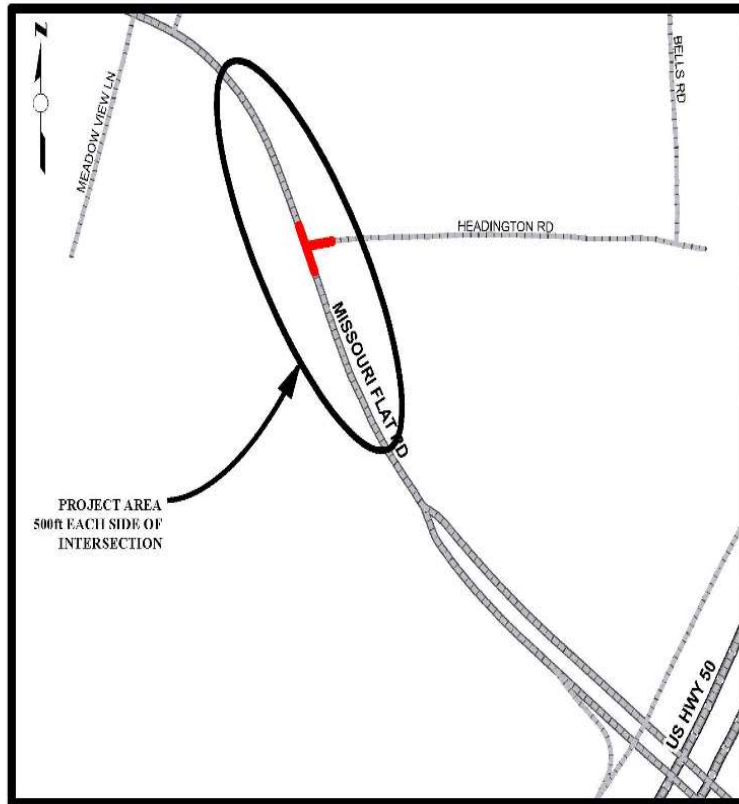 Z
MEADOW VIEW LN
BELLS RD
HEADINGTON RD
MISSOURI FLAT RD
PROJECT AREA
500ft EACH SIDE OF
INTERSECTION
US HWY 50